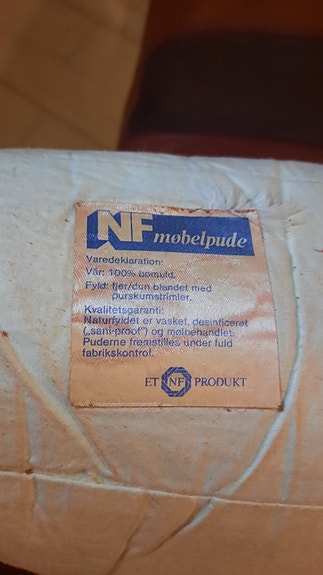 NF møbelpude
Varedeklaration:
Vår: 100% bomuld.
Fyld: fjer/dun blandet med
purskumstrimler.
Kvalitetsgaranti:
Naturfyldet er vasket, desinficeret
(„sani-proof”) og mølbehandlet.
Puderne fremstilles under fuld
fabrikskontrol.
ET NF PRODUKT